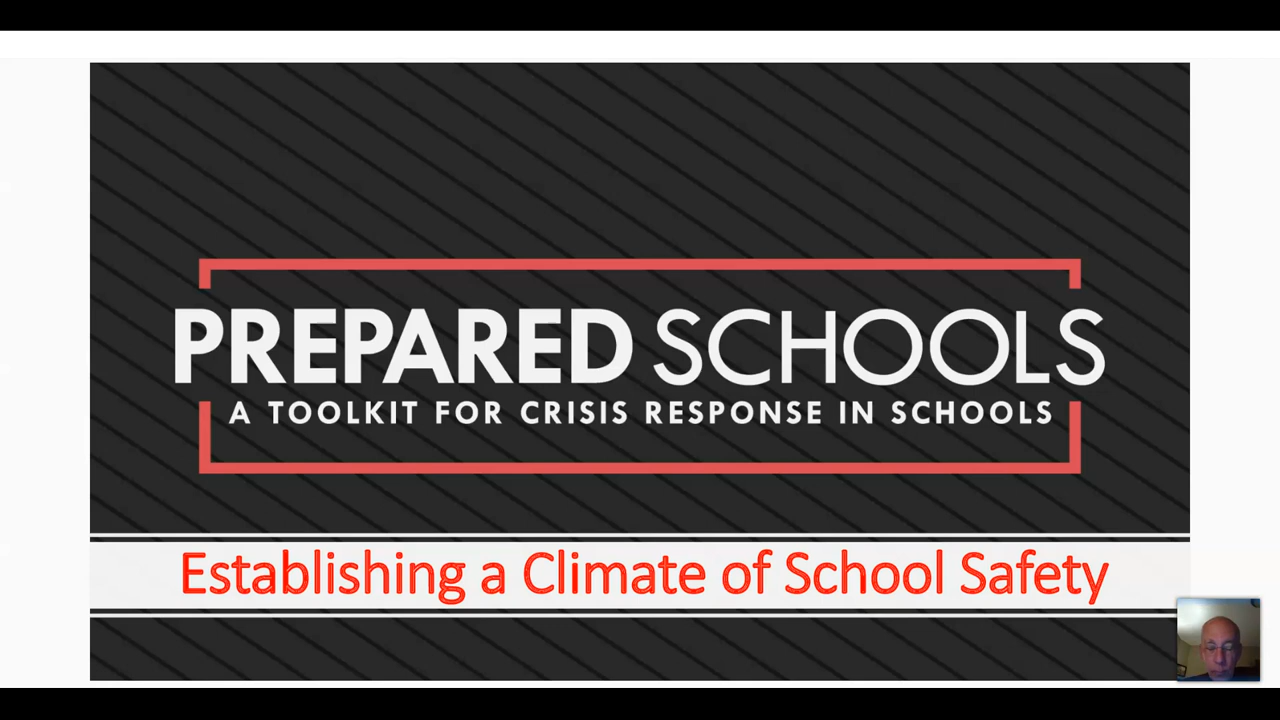 PREPARED SCHOOLS
A TOOLKIT FOR CRISIS RESPONSE IN SCHOOLS
Establishing a Climate of School Safety